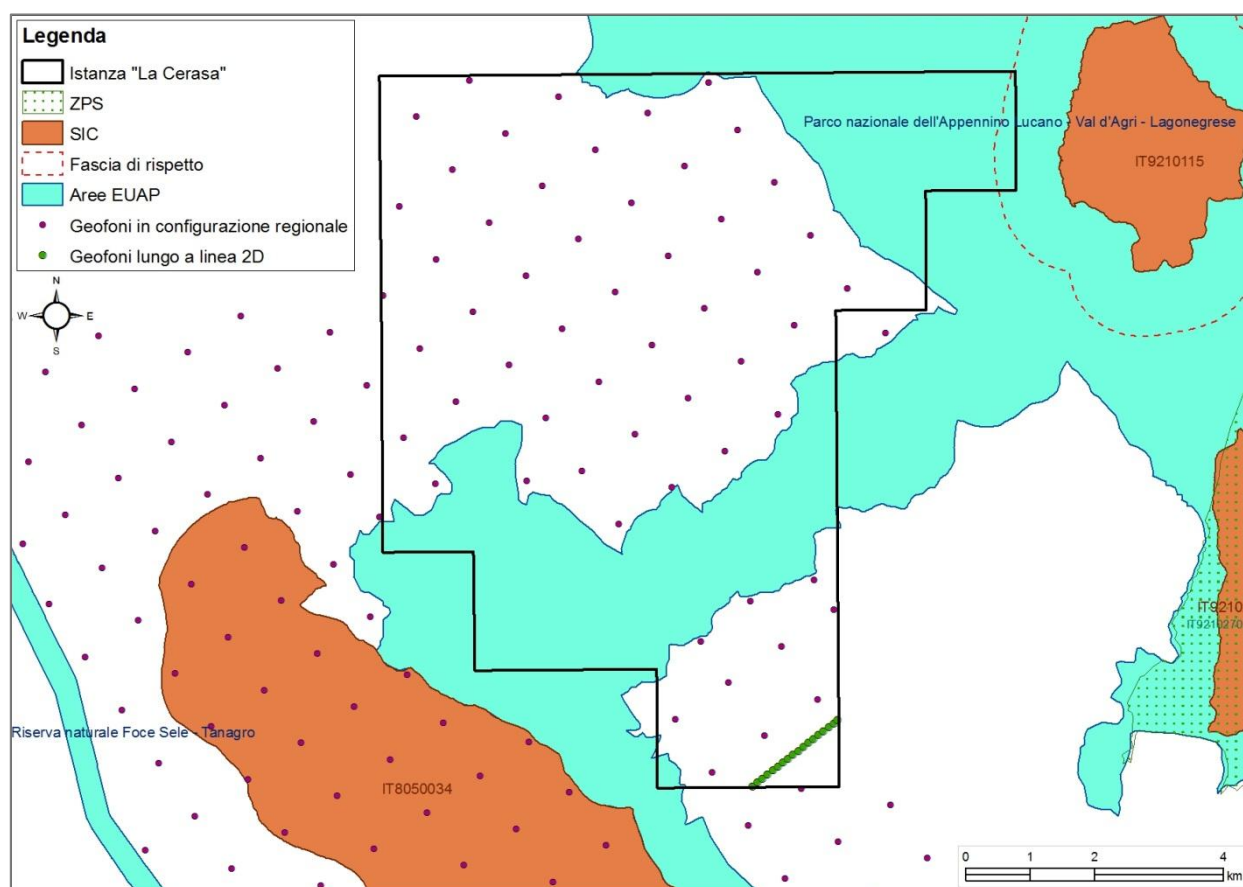 Legenda
Istanza "La Cerasa"
ZPS
SIC
Fascia di rispetto
Aree EUAP
Geofoni in configurazione regionale
Geofoni lungo a linea 2D
N
W E
S
Parco nazionale dell'Appennino Lucano - Val d'Agri - Lagonegrese
IT9210115
IT9210
IT9210270
Riserva naturale Foce Sele - Tanagro
IT8050034
0 1 2 4
km